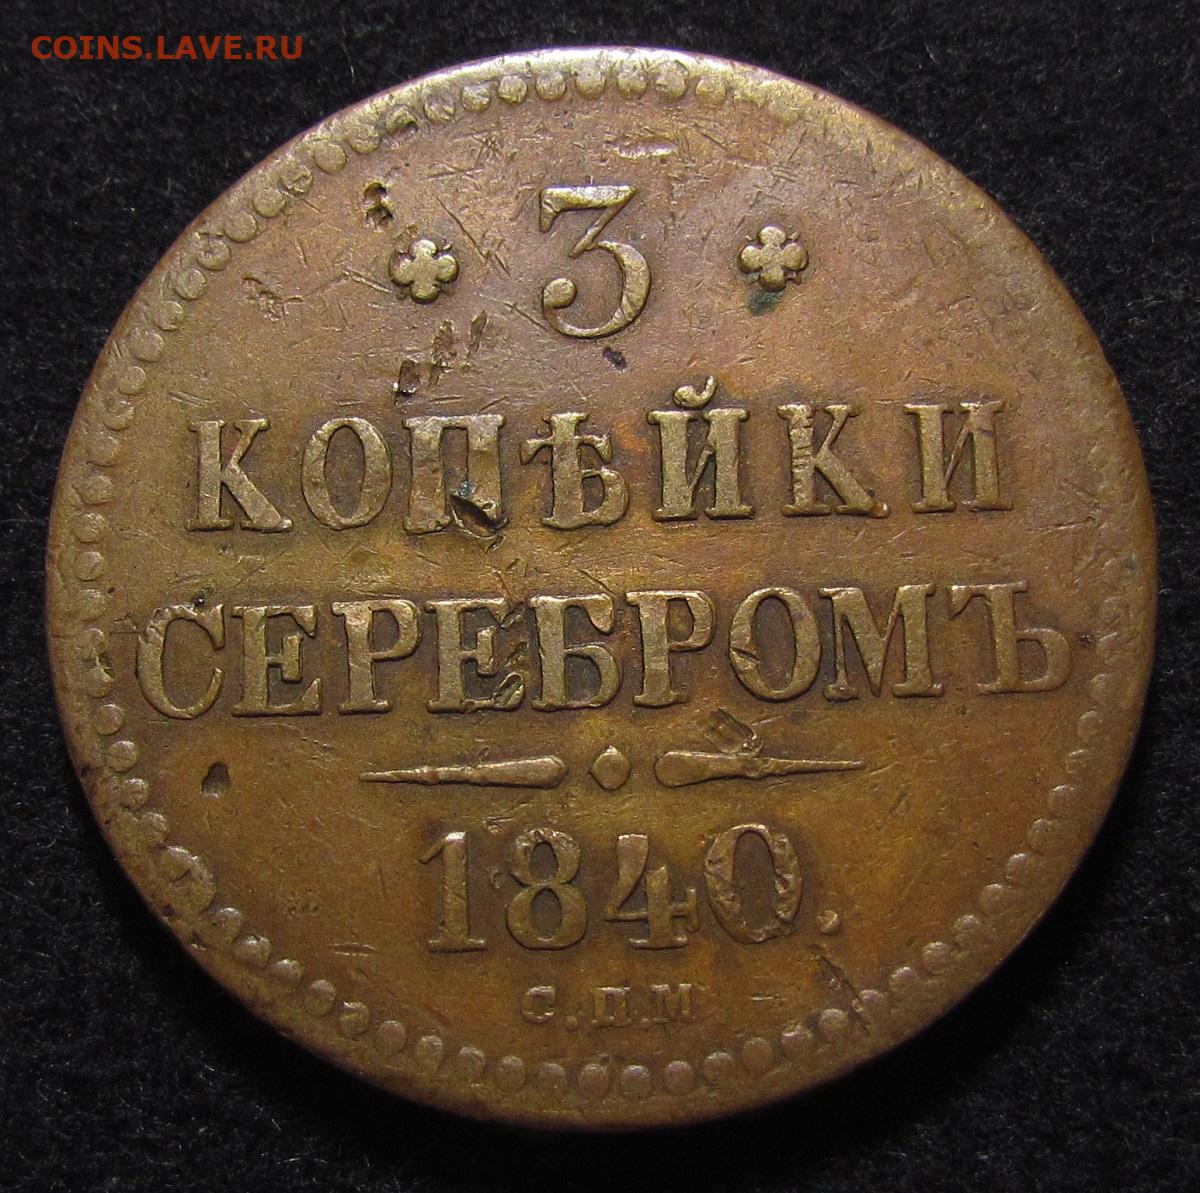 COINS.LAVE.RU
3
КОПѢЙКИ
СЕРЕБРОМЪ
1840.
С.П.М